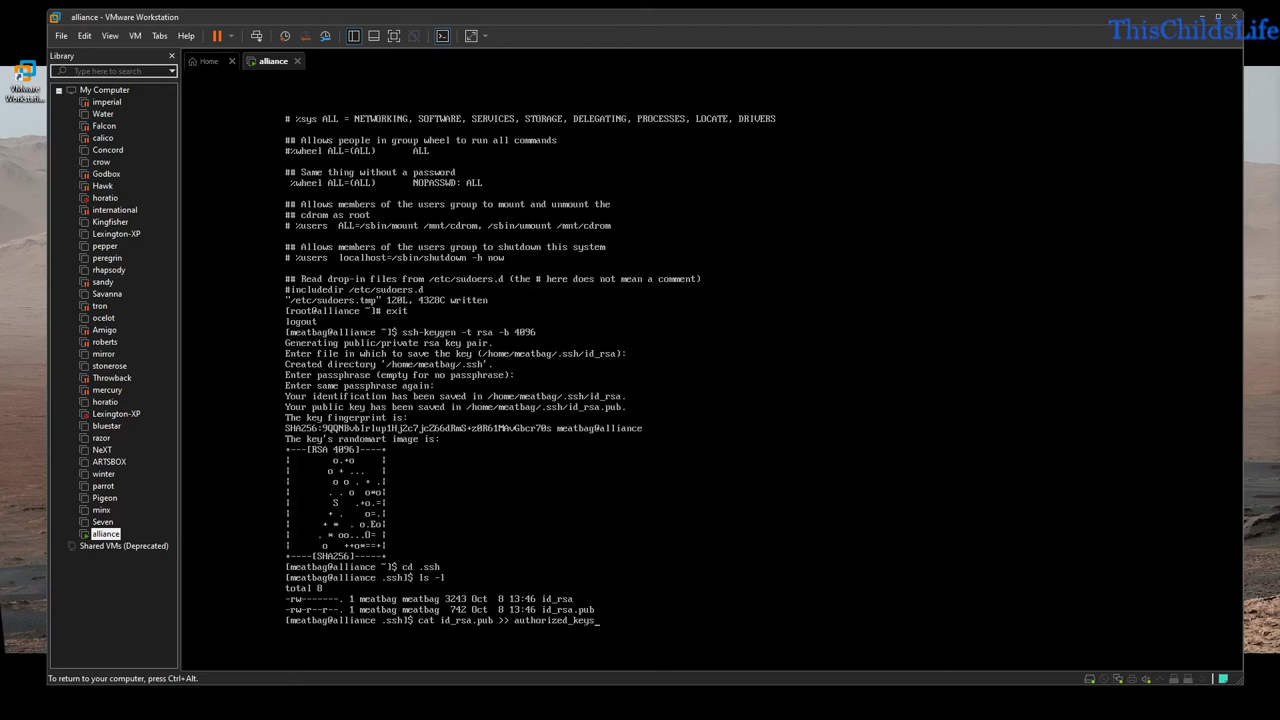 alliance - VMware Workstation
ThisChildsLife
File Edit View VM Tabs Help
Library
Home
alliance
Type here to search
My Computer
imperial
Water
Falcon
calico
Concord
crow
Godbox
Hawk
horatio
international
Kingfisher
Lexington-XP
pepper
peregrin
rhapsody
sandy
Savanna
tron
ocelot
Amigo
roberts
mirror
stonerose
Throwback
mercury
horatio
Lexington-XP
bluestar
razor
NeXT
ARTSBOX
winter
parrot
Pigeon
minx
Seven
alliance
Shared VMs (Deprecated)
VMware
Workstati...
# %sys ALL = NETWORKING, SOFTWARE, SERVICES, STORAGE, DELEGATING, PROCESSES, LOCATE, DRIVERS
## Allows people in group wheel to run all commands
#%wheel ALL=(ALL) ALL
## Same thing without a password
%wheel ALL=(ALL) NOPASSWD: ALL
## Allows members of the users group to mount and unmount the
## cdrom as root
# %users ALL=/sbin/mount /mnt/cdrom, /sbin/umount /mnt/cdrom
## Allows members of the users group to shutdown this system
# %users localhost=/sbin/shutdown -h now
## Read drop-in files from /etc/sudoers.d (the # here does not mean a comment)
#includedir /etc/sudoers.d
"/etc/sudoers.tmp" 120L, 4328C written
[root@alliance ~]# exit
logout
[meatbag@alliance ~]$ ssh-keygen -t rsa -b 4096
Generating public/private rsa key pair.
Enter file in which to save the key (/home/meatbag/.ssh/id_rsa):
Created directory '/home/meatbag/.ssh'.
Enter passphrase (empty for no passphrase):
Enter same passphrase again:
Your identification has been saved in /home/meatbag/.ssh/id_rsa.
Your public key has been saved in /home/meatbag/.ssh/id_rsa.pub.
The key fingerprint is:
meatbag@alliance
The key's randomart image is:
+---[RSA 4096]----+
| o.+o |
| o + ... |
| o o . + .|
| . . o o*o|
| S .+o.=|
| . o=.|
| + * . o.Eo|
| . * oo...O= |
| o ++o*==+|
+----[SHA256]-----+
[meatbag@alliance ~]$ cd .ssh
[meatbag@alliance .ssh]$ ls -l
total 8
-rw-------. 1 meatbag meatbag 3243 Oct 8 13:46 id_rsa
-rw-r--r--. 1 meatbag meatbag 742 Oct 8 13:46 id_rsa.pub
[meatbag@alliance .ssh]$ cat id_rsa.pub >> authorized_keys_
To return to your computer, press Ctrl+Alt.